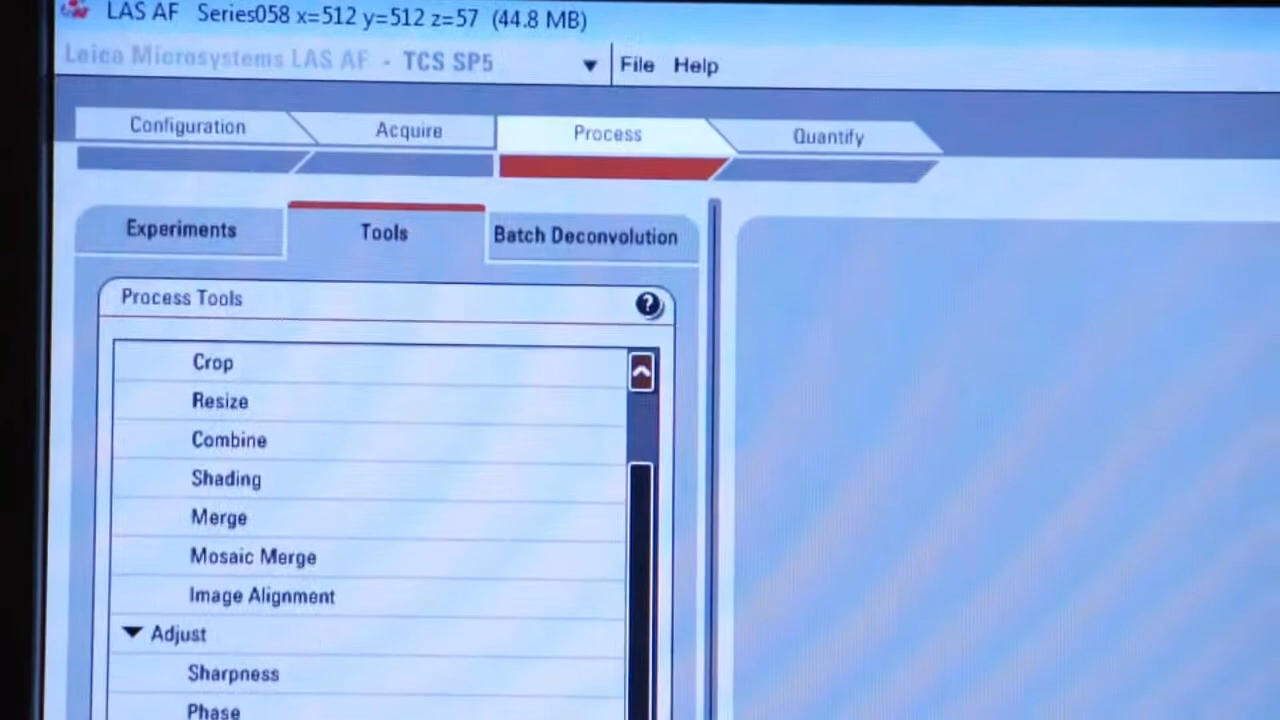 LAS AF Series058 x=512 y=512 z=57 (44.8 MB)
Leica Microsystems LAS AF - TCS SP5 File Help
Configuration Acquire Process Quantify
Experiments Tools Batch Deconvolution
Process Tools ?
Crop
Resize
Combine
Shading
Merge
Mosaic Merge
Image Alignment
Adjust
Sharpness
Phase